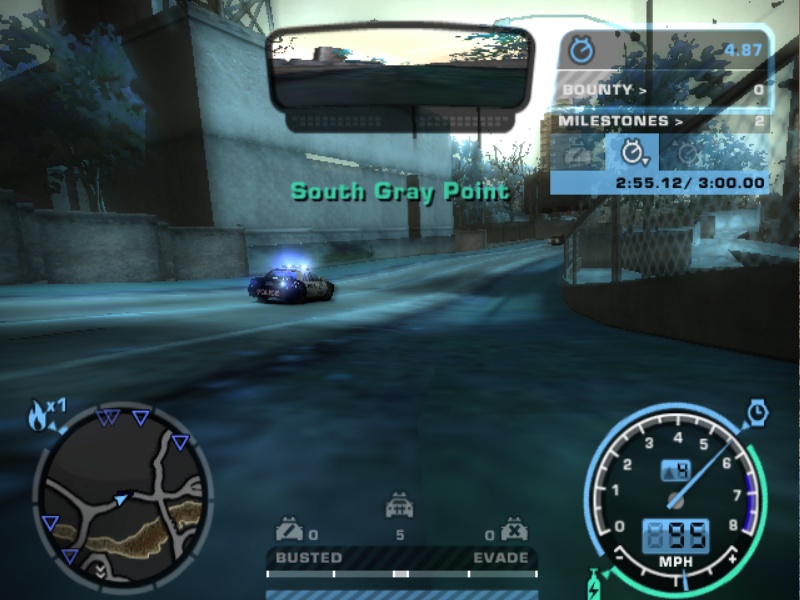 4.87
BOUNTY > 0
MILESTONES > 2
2:55.12/ 3:00.00
South Gray Point
POLICE
x1
0 5 0
BUSTED EVADE
0 1 2 3 4 5 6 7 8
4
95
MPH
- +